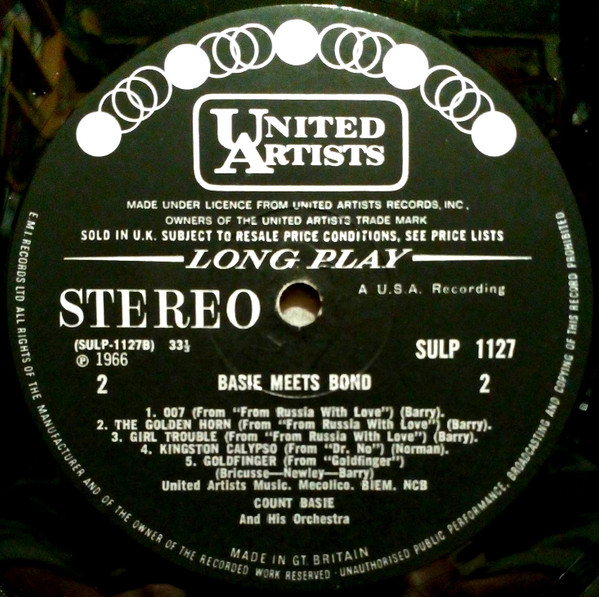 UNITED
ARTISTS
MADE UNDER LICENCE FROM UNITED ARTISTS RECORDS, INC.,
OWNERS OF THE UNITED ARTISTS TRADE MARK
SOLD IN U.K. SUBJECT TO RESALE PRICE CONDITIONS, SEE PRICE LISTS
LONG PLAY
STEREO
A U.S.A. Recording
(SULP-1127B) 33⅓
SULP 1127
℗ 1966
2 BASIE MEETS BOND 2
1. 007 (From "From Russia With Love") (Barry).
2. THE GOLDEN HORN (From "From Russia With Love") (Barry).
3. GIRL TROUBLE (From "From Russia With Love") (Barry).
4. KINGSTON CALYPSO (From "Dr. No") (Norman).
5. GOLDFINGER (From "Goldfinger")
(Bricusse—Newley—Barry)
United Artists Music. Mecolico. BIEM. NCB
COUNT BASIE
And His Orchestra
MADE IN GT. BRITAIN
E.M.I. RECORDS LTD ALL RIGHTS OF THE MANUFACTURER AND OF THE OWNER OF THE RECORDED WORK RESERVED · UNAUTHORISED PUBLIC PERFORMANCE, BROADCASTING AND COPYING OF THIS RECORD PROHIBITED